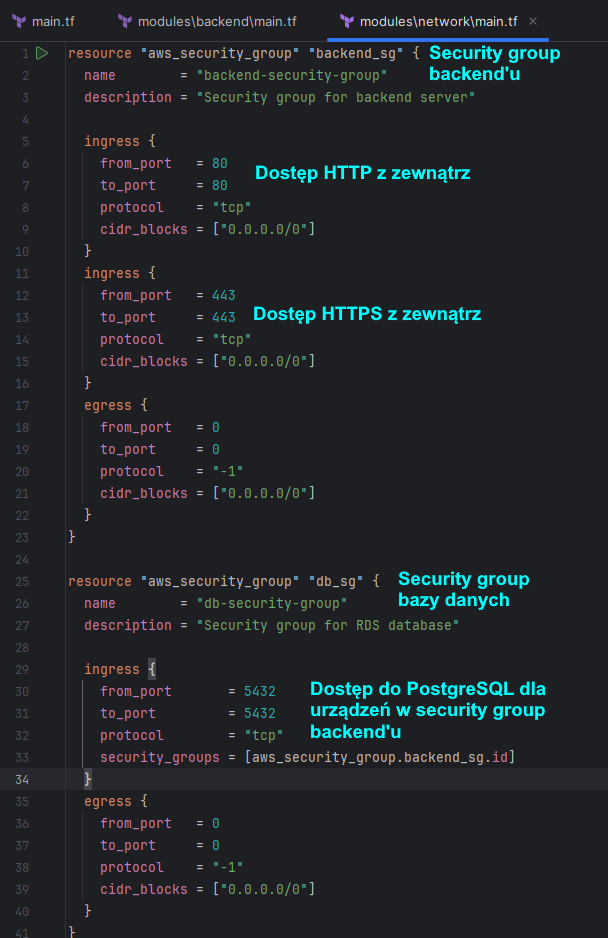 main.tf modules\backend\main.tf modules\network\main.tf ×
1 resource "aws_security_group" "backend_sg" { Security group
2 name = "backend-security-group" backend'u
3 description = "Security group for backend server"
4
5 ingress {
6 from_port = 80 Dostęp HTTP z zewnątrz
7 to_port = 80
8 protocol = "tcp"
9 cidr_blocks = ["0.0.0.0/0"]
10 }
11 ingress {
12 from_port = 443
13 to_port = 443 Dostęp HTTPS z zewnątrz
14 protocol = "tcp"
15 cidr_blocks = ["0.0.0.0/0"]
16 }
17 egress {
18 from_port = 0
19 to_port = 0
20 protocol = "-1"
21 cidr_blocks = ["0.0.0.0/0"]
22 }
23 }
24
25 resource "aws_security_group" "db_sg" { Security group
26 name = "db-security-group" bazy danych
27 description = "Security group for RDS database"
28
29 ingress {
30 from_port = 5432 Dostęp do PostgreSQL dla
31 to_port = 5432 urządzeń w security group
32 protocol = "tcp" backend'u
33 security_groups = [aws_security_group.backend_sg.id]
34 }
35 egress {
36 from_port = 0
37 to_port = 0
38 protocol = "-1"
39 cidr_blocks = ["0.0.0.0/0"]
40 }
41 }